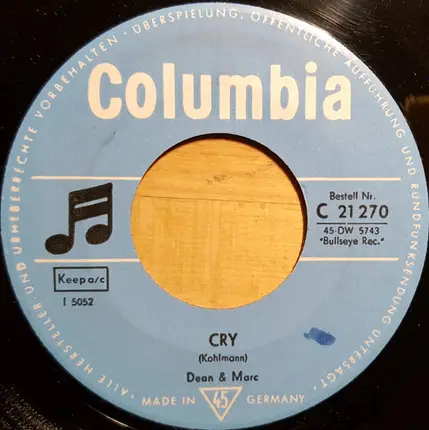 ALLE HERSTELLER UND URHEBERRECHTE VORBEHALTEN · ÜBERSPIELUNG, ÖFFENTLICHE AUFFÜHRUNG UND RUNDFUNKSENDUNG UNTERSAGT ·
Columbia
Bestell Nr.
C 21 270
45-DW 5743
"Bullseye Rec."
Keep a/c
I 5052
CRY
(Kohlmann)
Dean & Marc
MADE IN 45 GERMANY